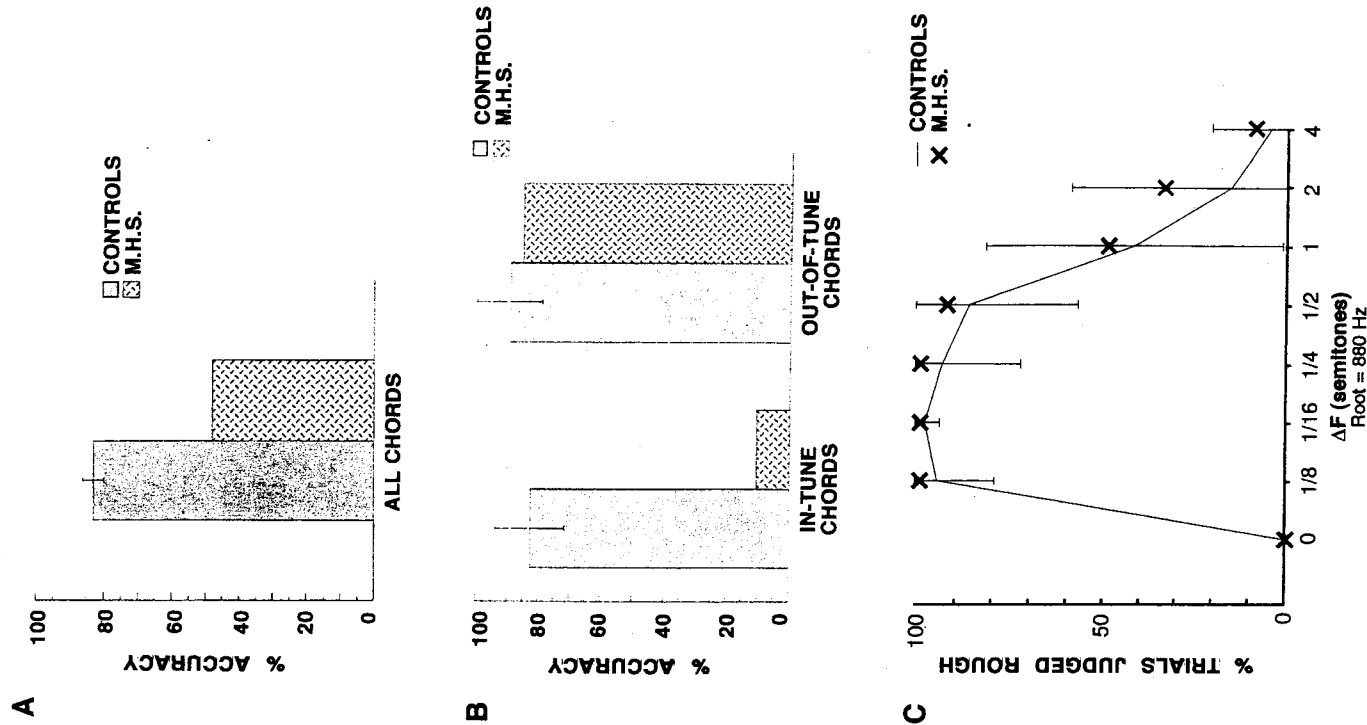 A
% ACCURACY
100
80
60
40
20
0
CONTROLS
M.H.S.
ALL CHORDS
B
% ACCURACY
100
80
60
40
20
0
CONTROLS
M.H.S.
IN-TUNE
CHORDS
OUT-OF-TUNE
CHORDS
C
% TRIALS JUDGED ROUGH
100
50
0
CONTROLS
M.H.S.
0 1/8 1/16 1/4 1/2 1 2 4
ΔF (semitones)
Root = 880 Hz